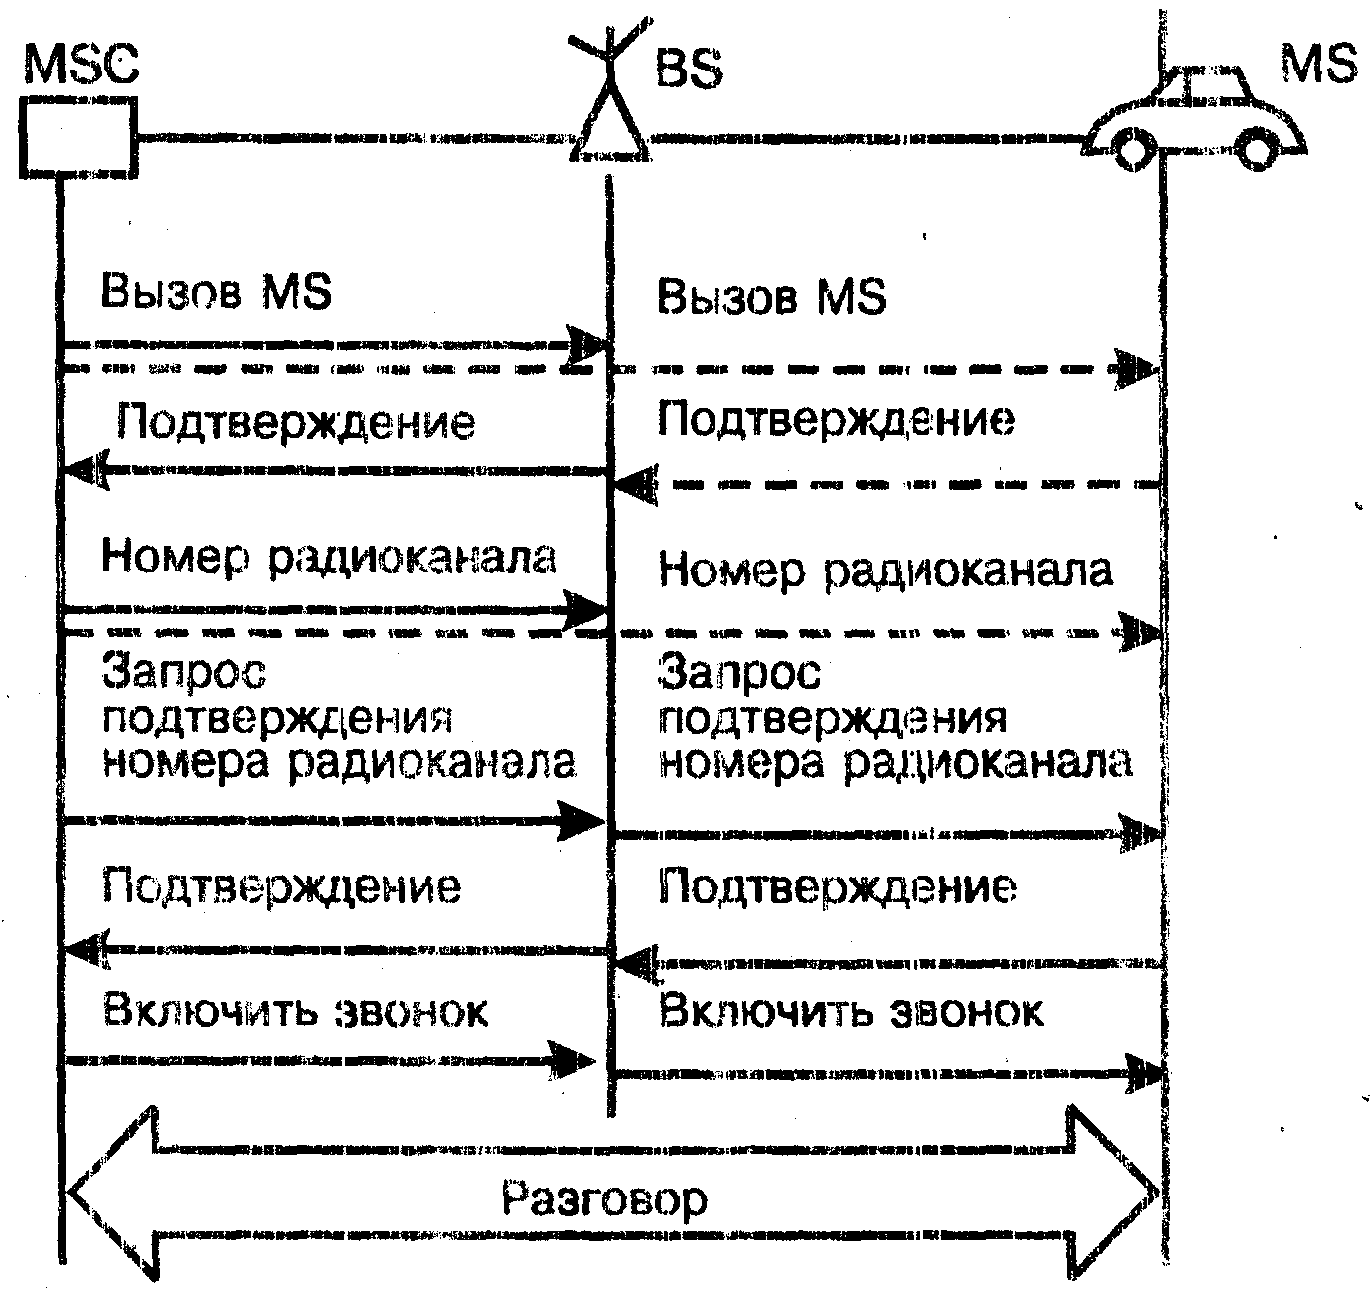 MSC
BS
MS
Вызов MS
Вызов MS
Подтверждение
Подтверждение
Номер радиоканала
Номер радиоканала
Запрос
подтверждения
номера радиоканала
Запрос
подтверждения
номера радиоканала
Подтверждение
Подтверждение
Включить звонок
Включить звонок
Разговор